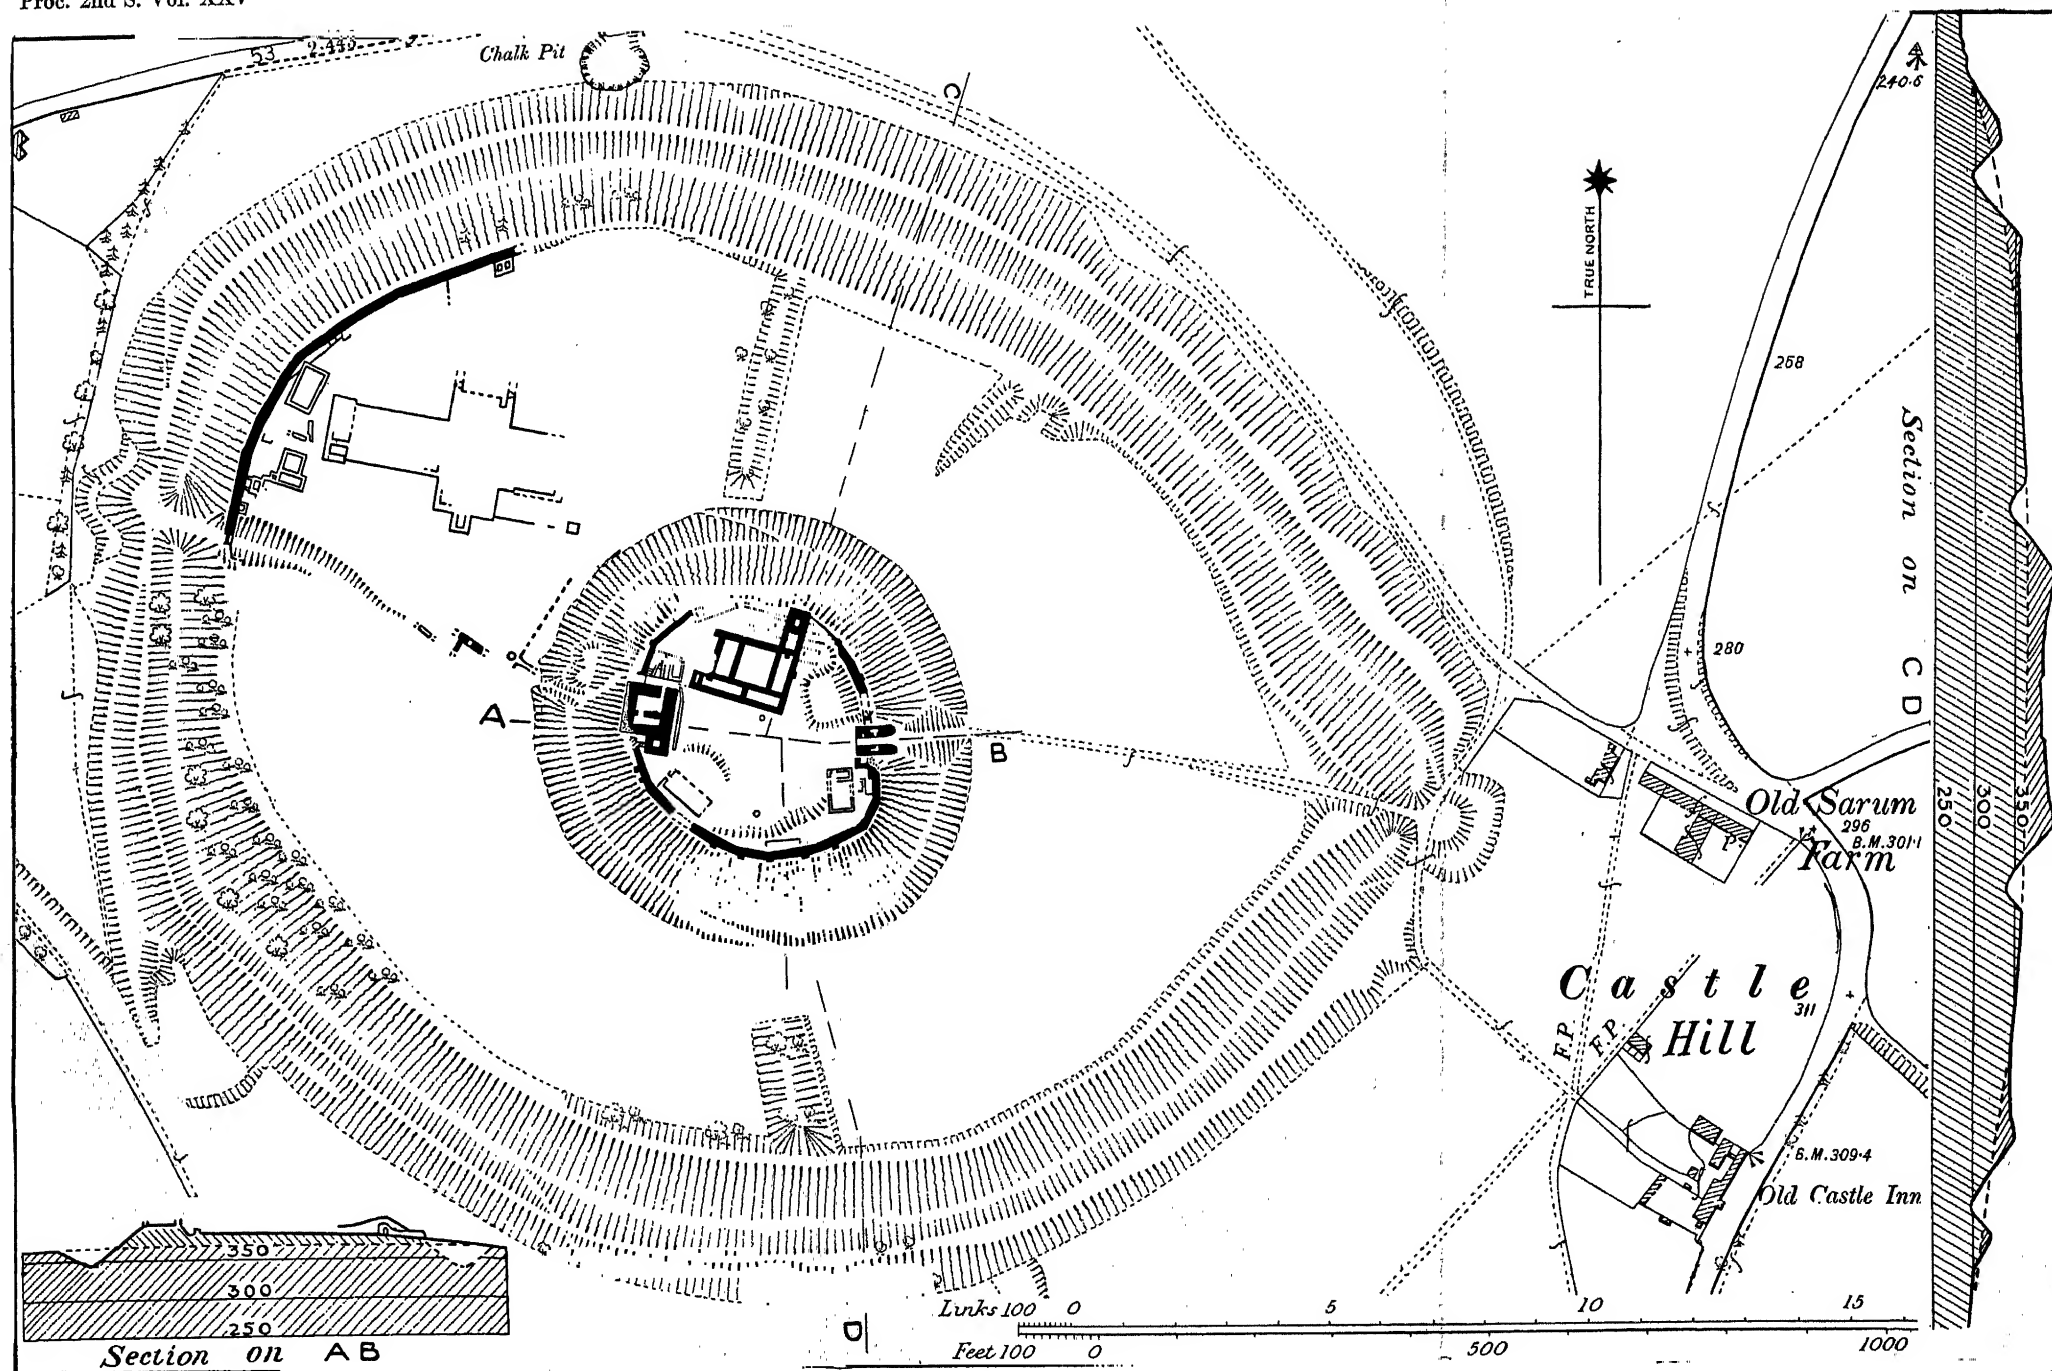 Proc. 2nd S. Vol. XXV
53
2·445
Chalk Pit
C
240·6
TRUE NORTH
268
Section on C D
280
A
B
Old Sarum
296
B.M.301·1
Farm
P
250
300
350
Castle
311
Hill
F.P.
F.P.
B.M.309·4
Old Castle Inn
350
300
250
Section on A B
D
Links 100 0 5 10 15
Feet 100 0 500 1000